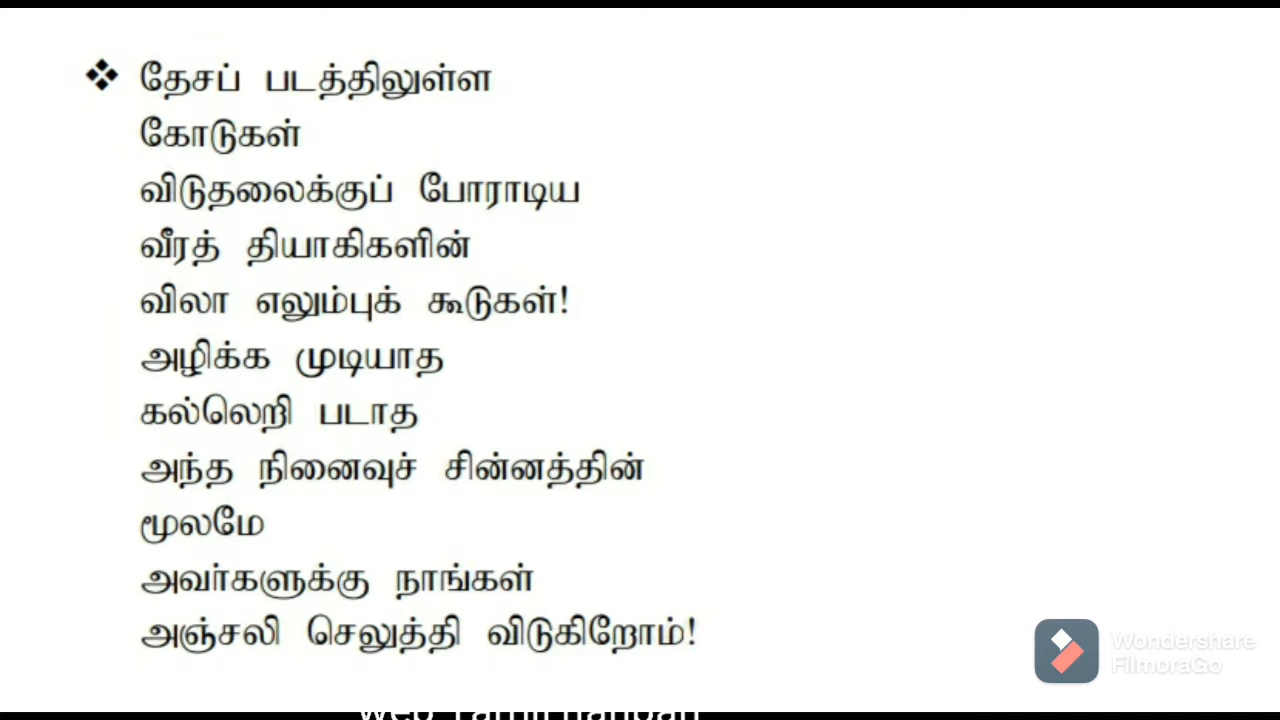 ❖ தேசப் படத்திலுள்ள
கோடுகள்
விடுதலைக்குப் போராடிய
வீரத் தியாகிகளின்
விலா எலும்புக் கூடுகள்!
அழிக்க முடியாத
கல்லெறி படாத
அந்த நினைவுச் சின்னத்தின்
மூலமே
அவர்களுக்கு நாங்கள்
அஞ்சலி செலுத்தி விடுகிறோம்!
Wondershare
FilmoraGo